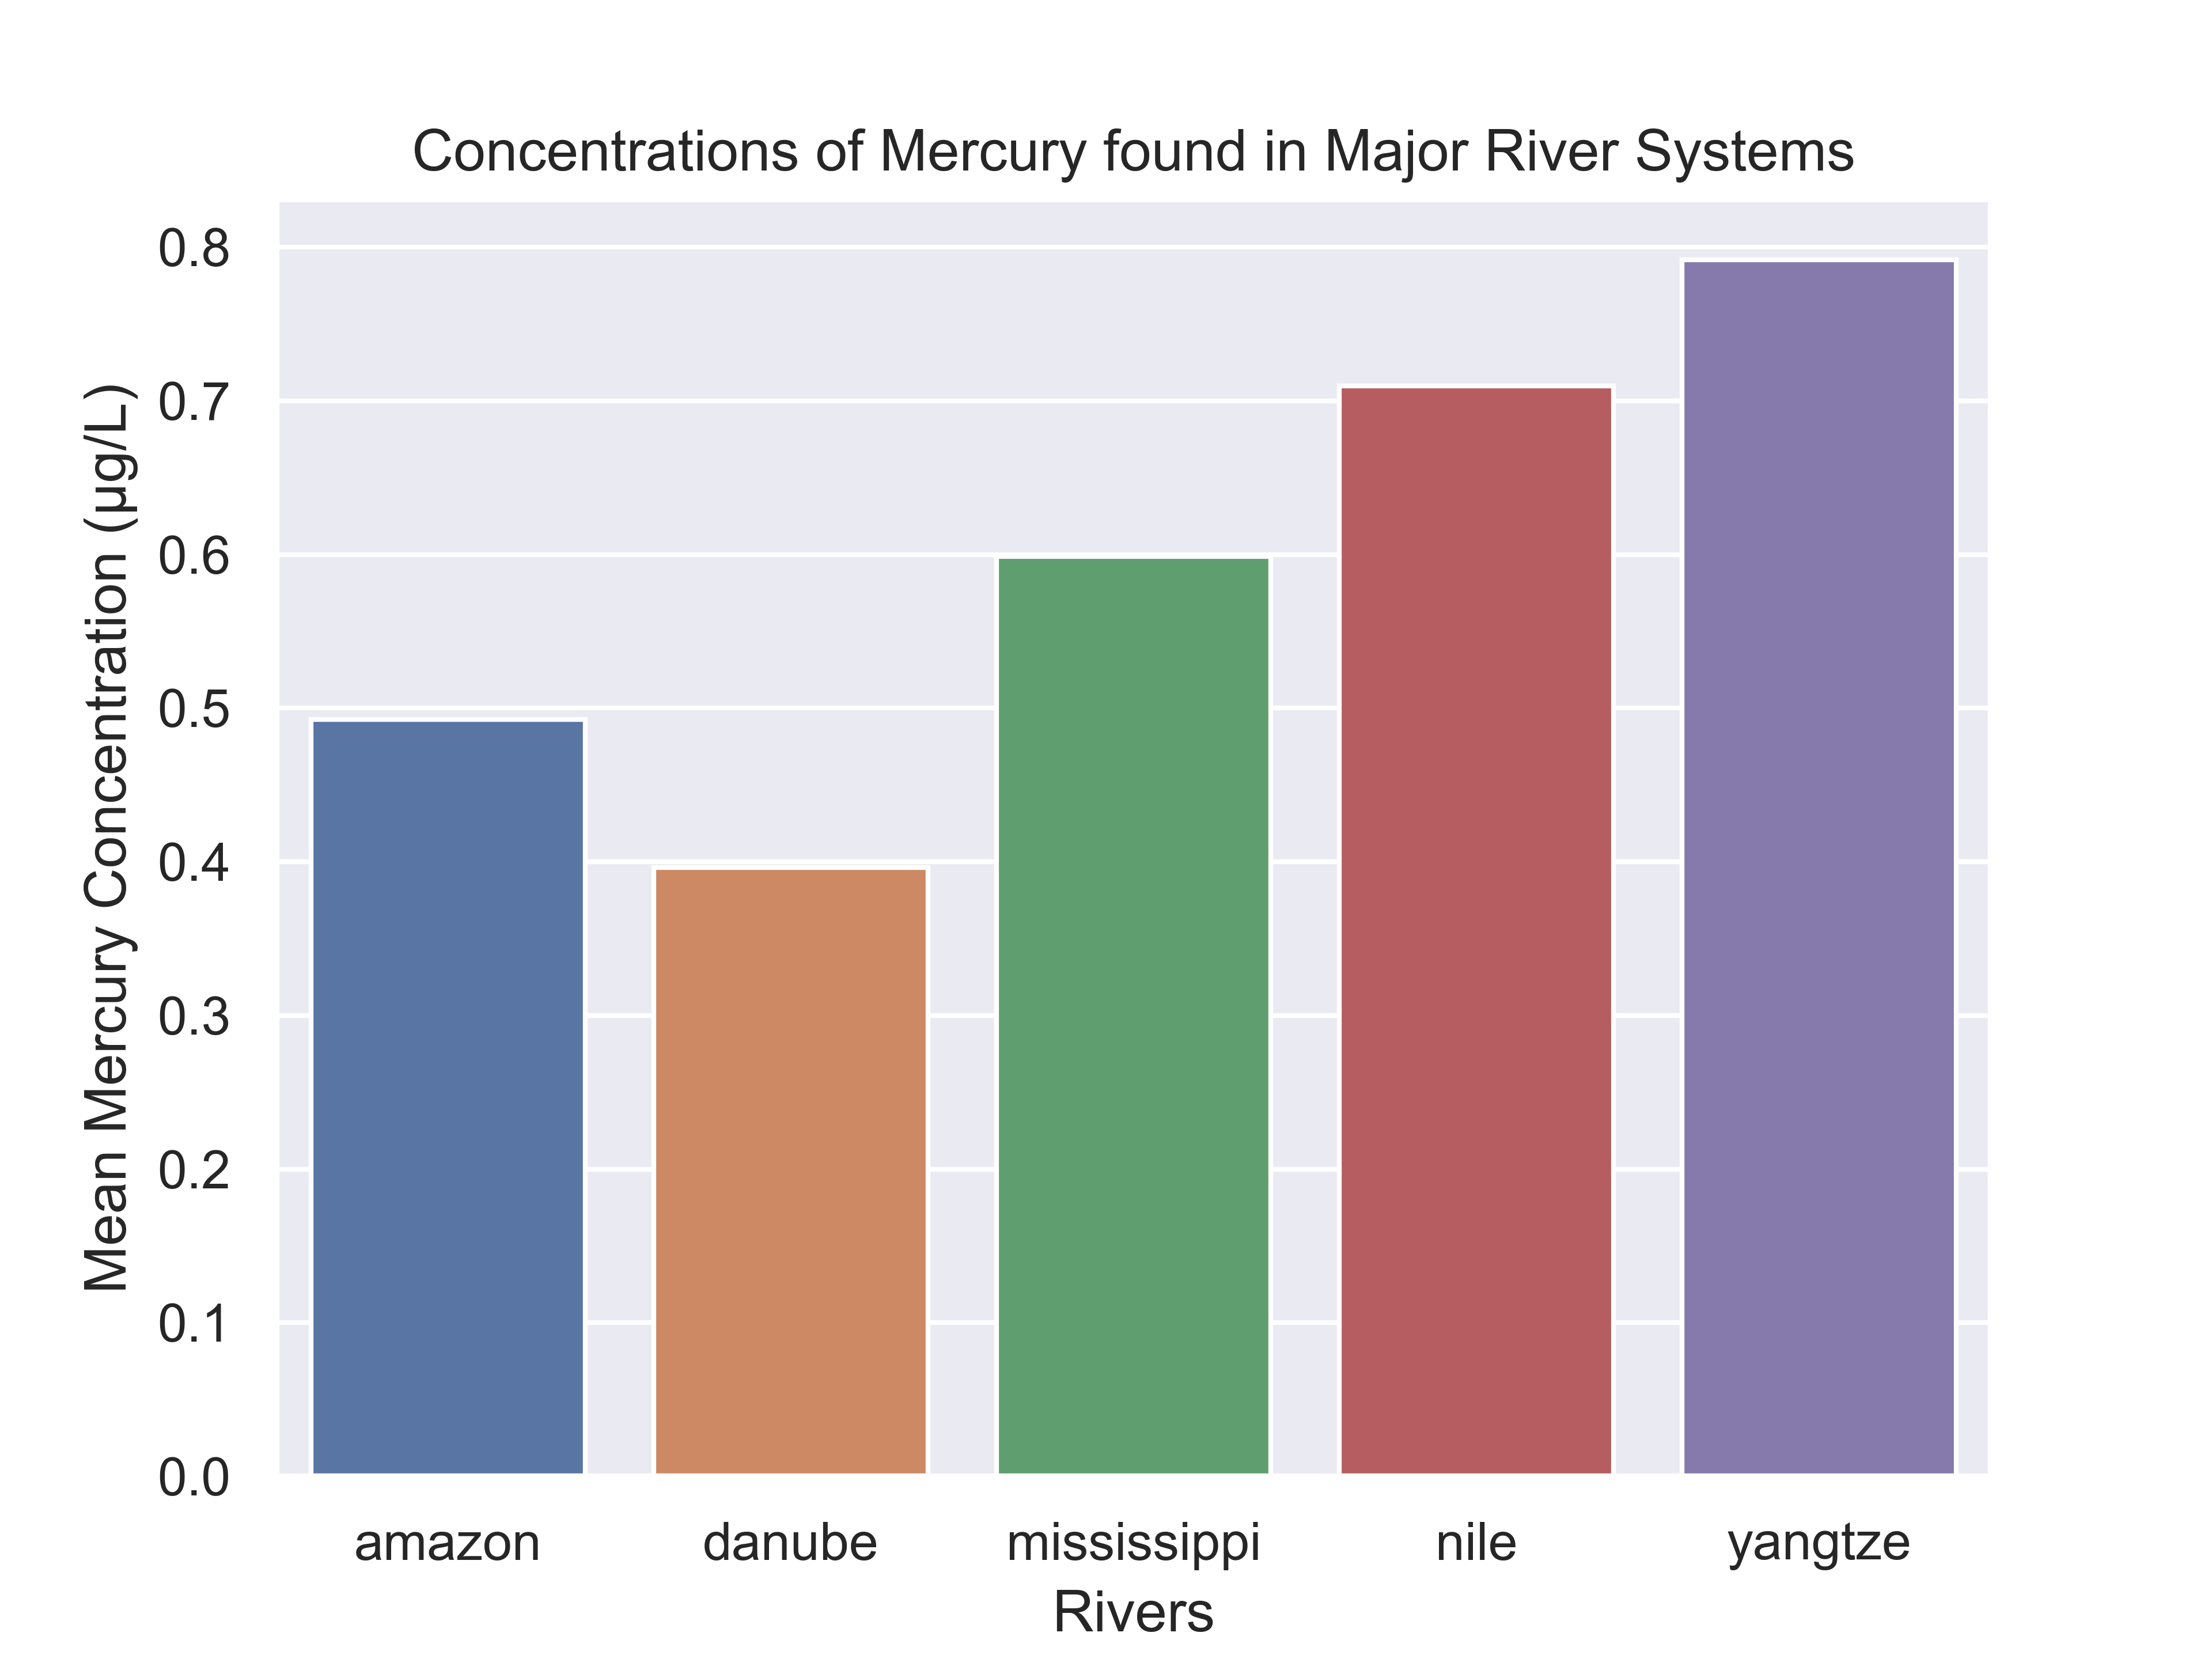 Concentrations of Mercury found in Major River Systems
Mean Mercury Concentration (µg/L)
0.8
0.7
0.6
0.5
0.4
0.3
0.2
0.1
0.0
amazon danube mississippi nile yangtze
Rivers